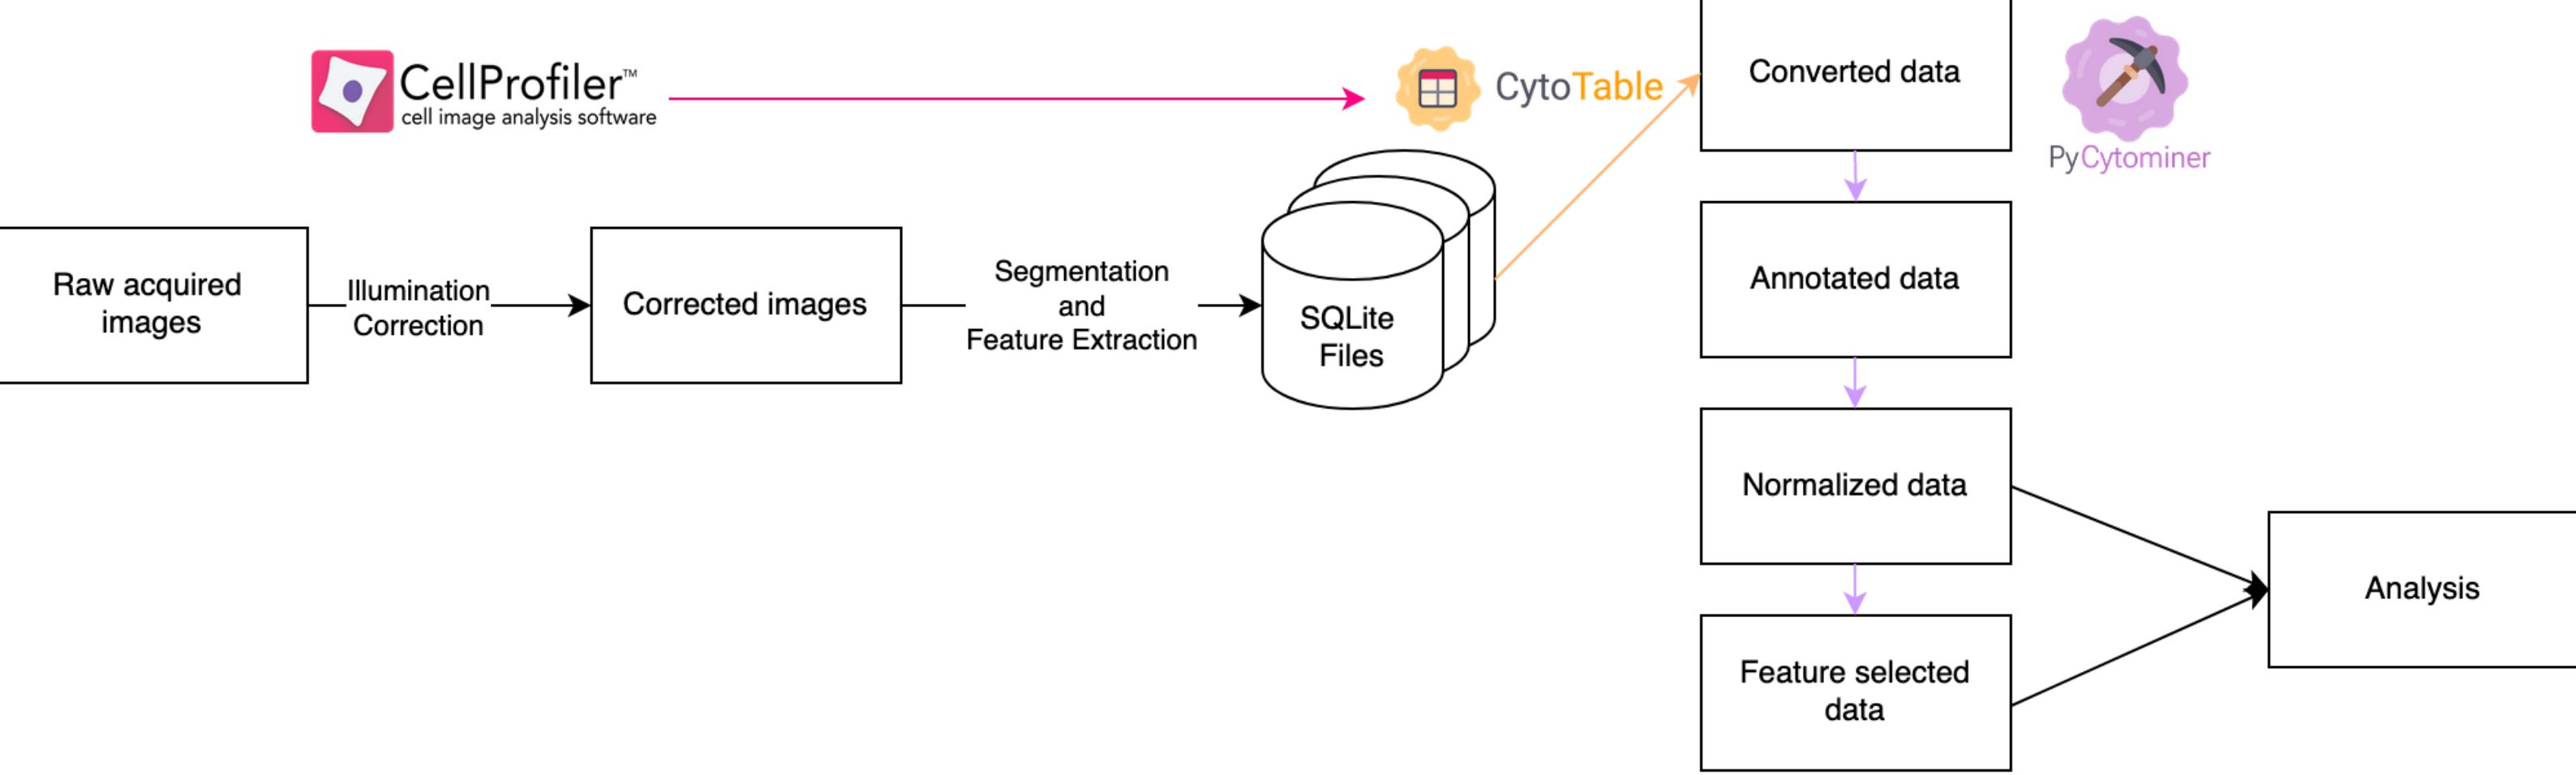 CellProfiler™
cell image analysis software
CytoTable
Converted data
PyCytominer
Raw acquired
images
Illumination
Correction
Corrected images
Segmentation
and
Feature Extraction
SQLite
Files
Annotated data
Normalized data
Feature selected
data
Analysis